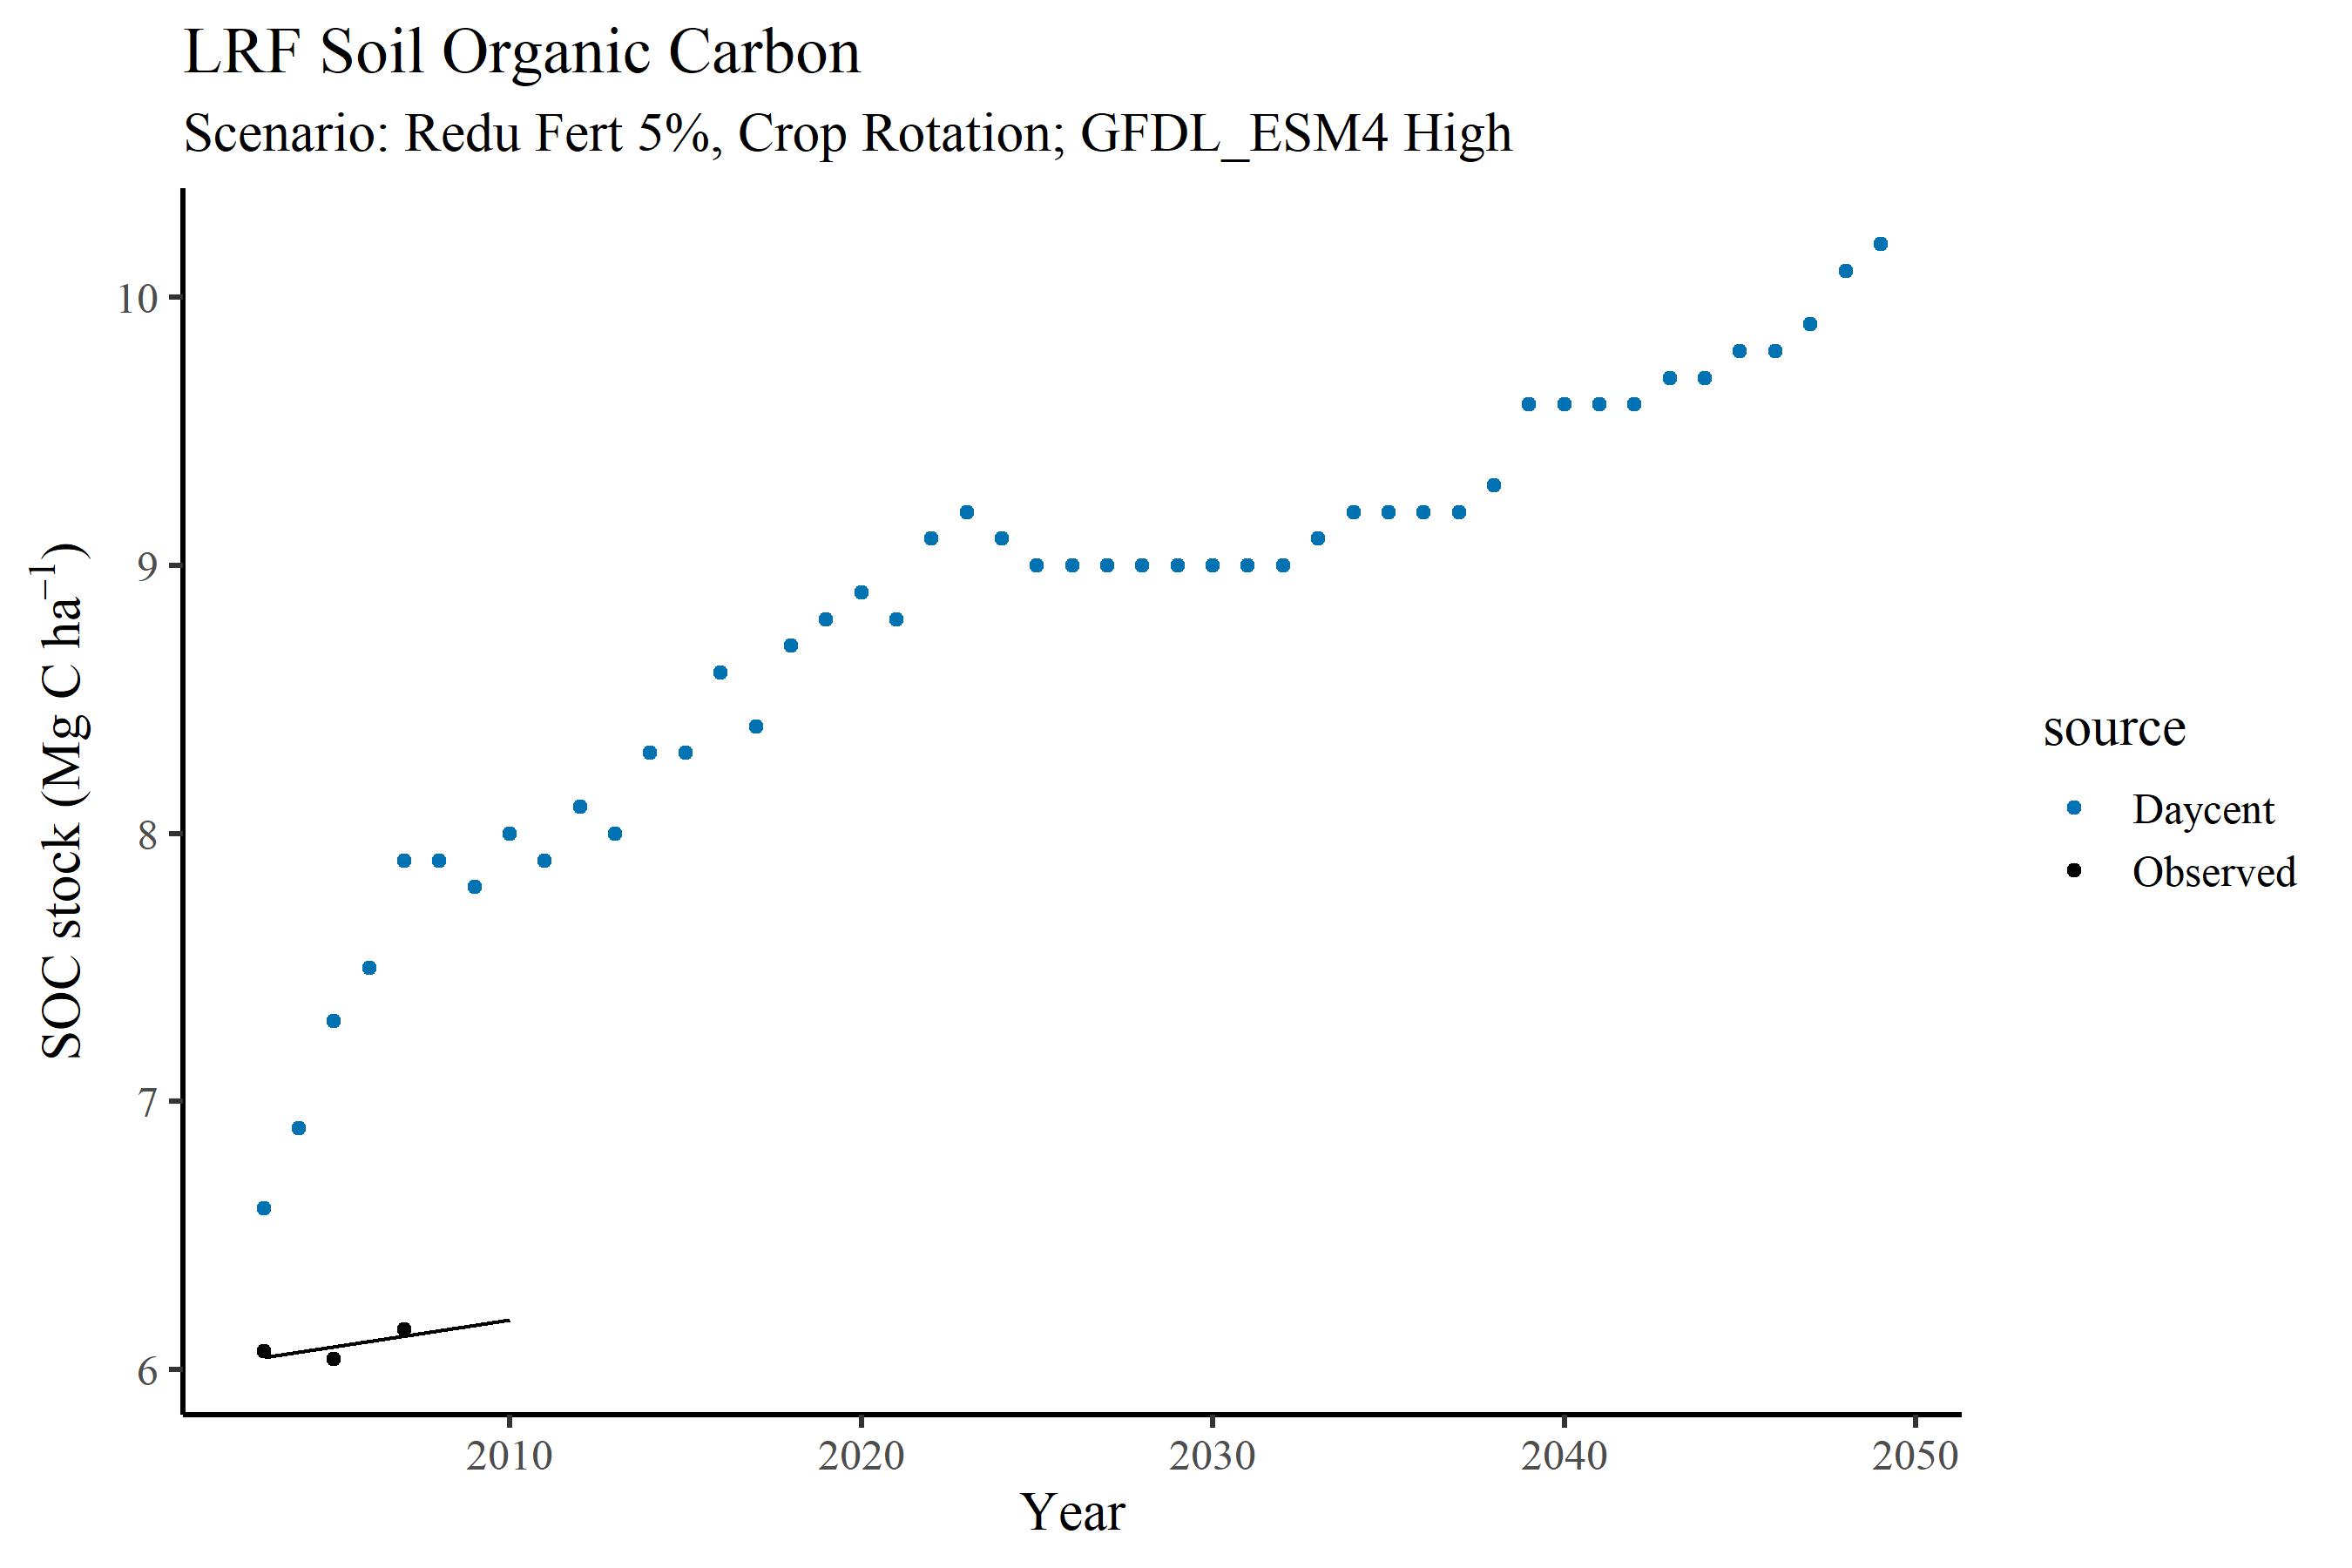 LRF Soil Organic Carbon
Scenario: Redu Fert 5%, Crop Rotation; GFDL_ESM4 High
SOC stock (Mg C ha⁻¹)
10
9
8
7
6
2010 2020 2030 2040 2050
Year
source
Daycent
Observed